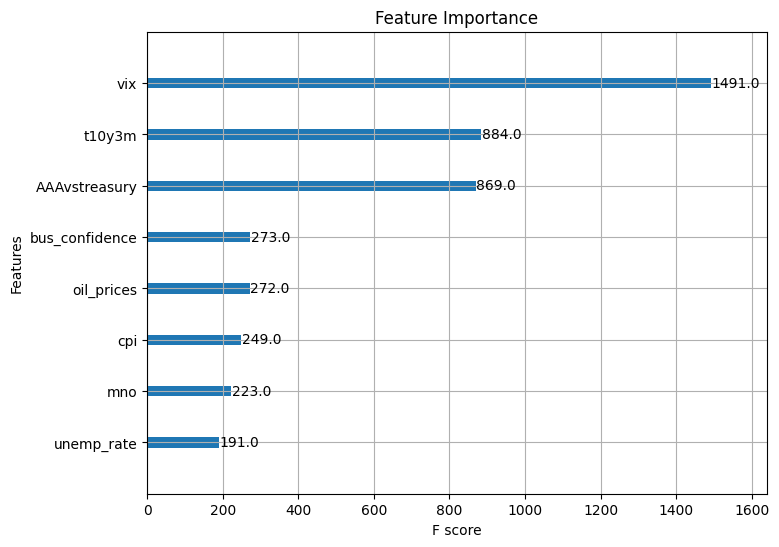 Feature Importance
vix
1491.0
t10y3m
884.0
AAAvstreasury
869.0
bus_confidence
273.0
oil_prices
272.0
cpi
249.0
mno
223.0
unemp_rate
191.0
Features
0 200 400 600 800 1000 1200 1400 1600
F score